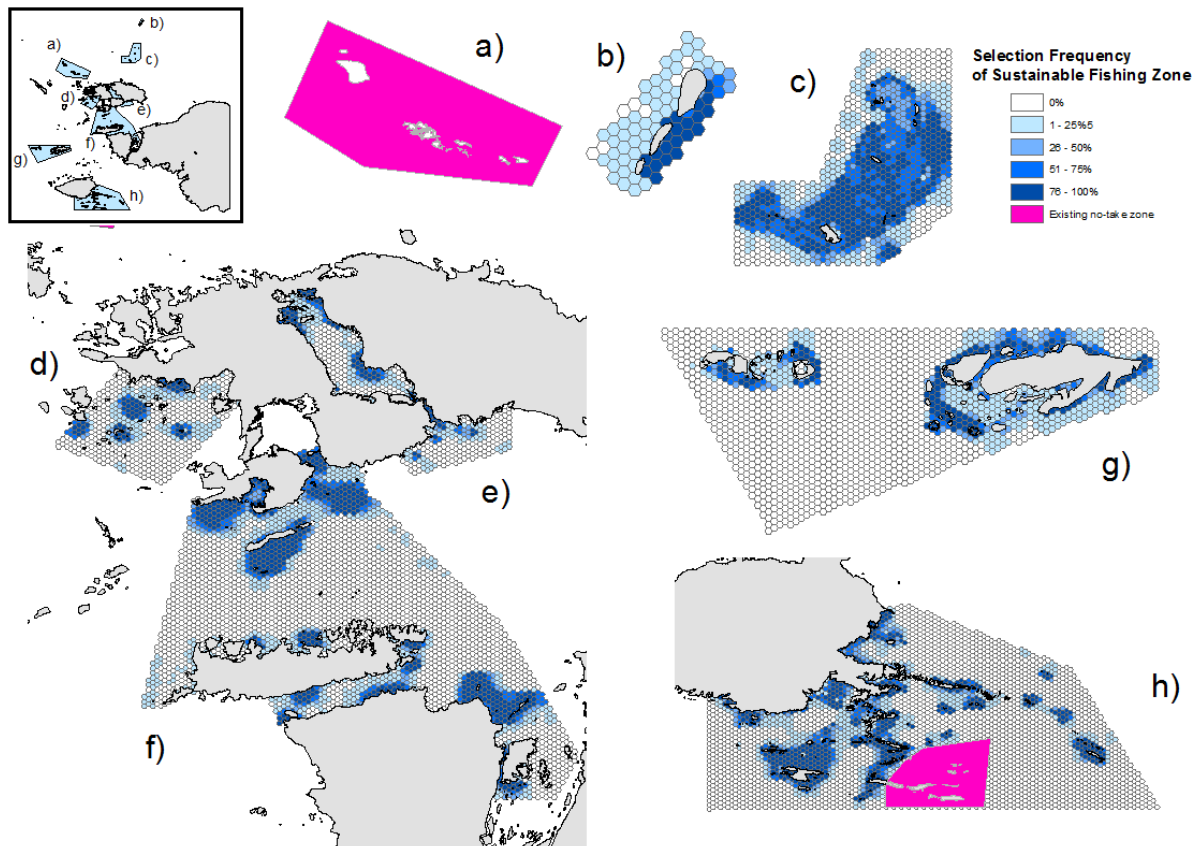 b)
a)
c)
d)
e)
f)
g)
h)
a)
b)
c)
Selection Frequency
of Sustainable Fishing Zone
0%
1 - 25%5
26 - 50%
51 - 75%
76 - 100%
Existing no-take zone
d)
e)
f)
g)
h)